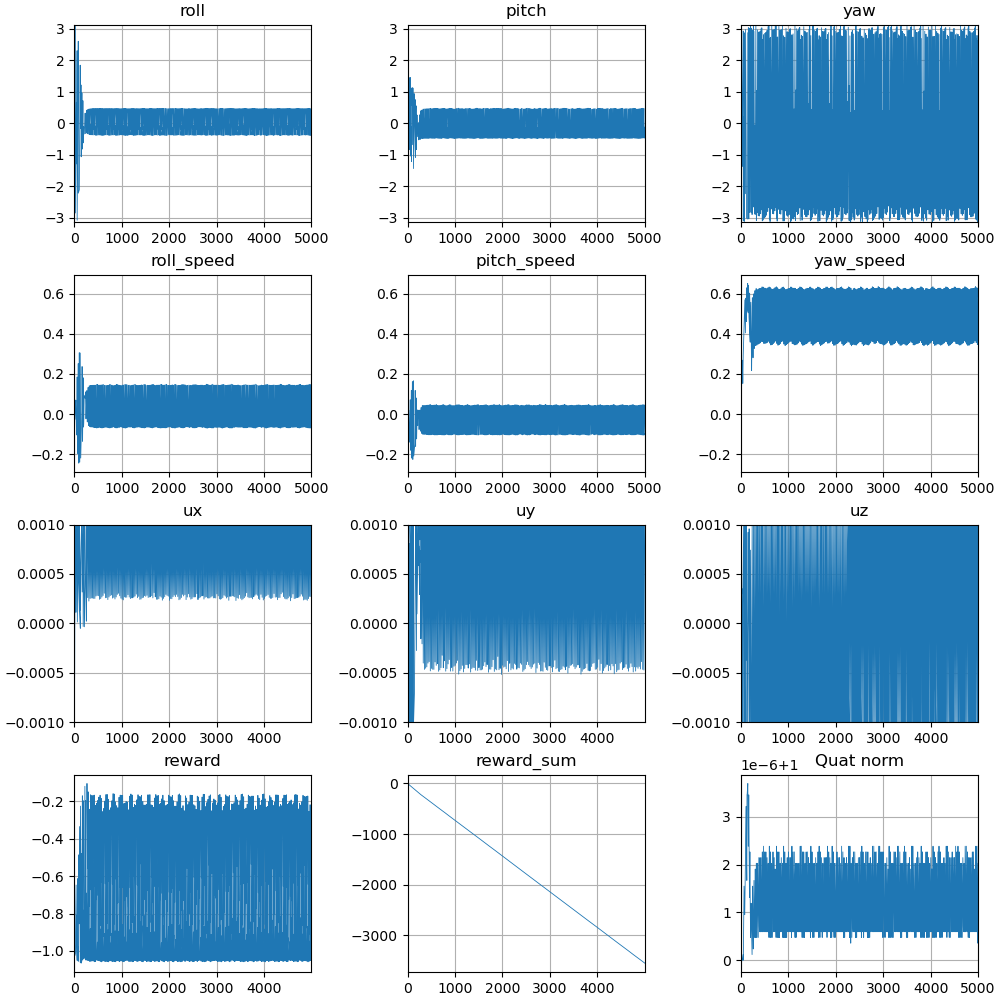 roll pitch yaw
3 3 3
2 2 2
1 1 1
0 0 0
−1 −1 −1
−2 −2 −2
−3 −3 −3
0 1000 2000 3000 4000 5000 0 1000 2000 3000 4000 5000 0 1000 2000 3000 4000 5000
roll_speed pitch_speed yaw_speed
0.6 0.6 0.6
0.4 0.4 0.4
0.2 0.2 0.2
0.0 0.0 0.0
−0.2 −0.2 −0.2
0 1000 2000 3000 4000 5000 0 1000 2000 3000 4000 5000 0 1000 2000 3000 4000 5000
ux uy uz
0.0010 0.0010 0.0010
0.0005 0.0005 0.0005
0.0000 0.0000 0.0000
−0.0005 −0.0005 −0.0005
−0.0010 −0.0010 −0.0010
0 1000 2000 3000 4000 0 1000 2000 3000 4000 0 1000 2000 3000 4000
reward reward_sum 1e−6+1 Quat norm
−0.2 0 3
−0.4 −1000 2
−0.6 −2000 1
−0.8 −3000 0
−1.0
0 1000 2000 3000 4000 5000 0 1000 2000 3000 4000 5000 0 1000 2000 3000 4000 5000